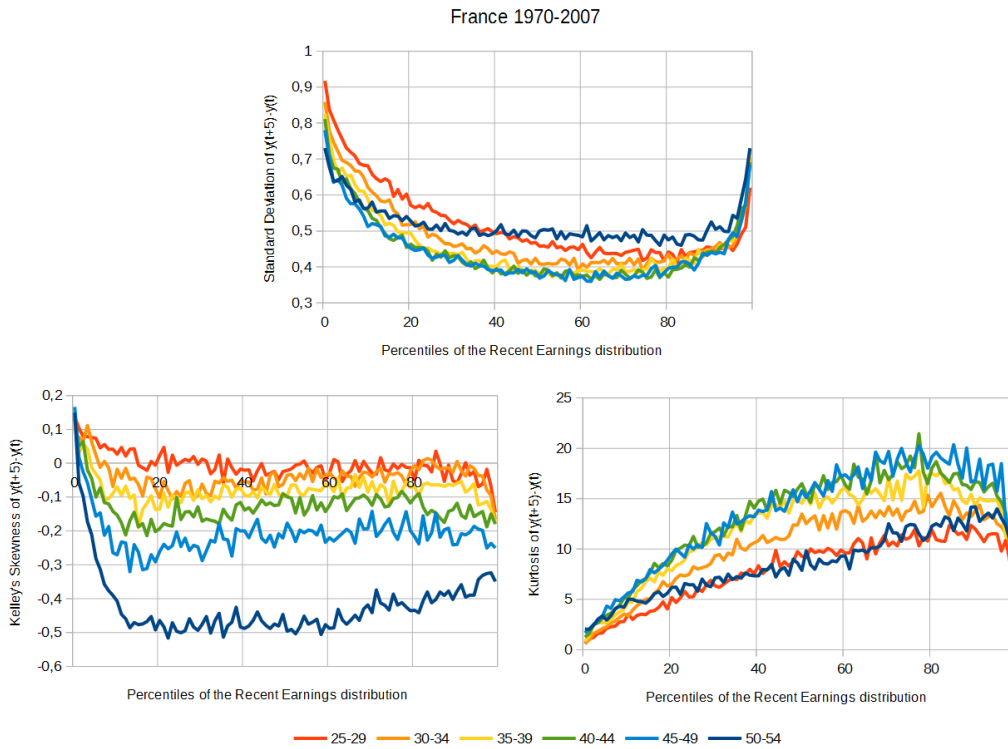 France 1970-2007
Standard Deviation of y(t+5)-y(t)
1
0,9
0,8
0,7
0,6
0,5
0,4
0,3
0 20 40 60 80
Percentiles of the Recent Earnings distribution
Kelley's Skewness of y(t+5)-y(t)
0,2
0,1
0
-0,1
-0,2
-0,3
-0,4
-0,5
-0,6
0 20 40 60 80
Percentiles of the Recent Earnings distribution
Kurtosis of y(t+5)-y(t)
25
20
15
10
5
0
0 20 40 60 80
Percentiles of the Recent Earnings distribution
25-29 30-34 35-39 40-44 45-49 50-54